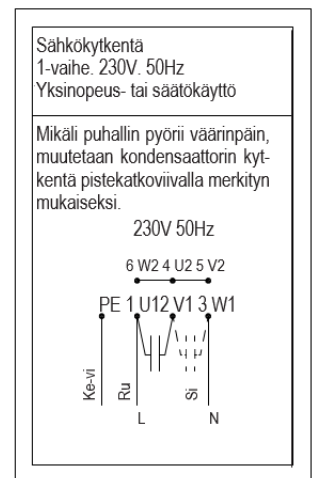 Sähkökytkentä
1-vaihe. 230V. 50Hz
Yksinopeus- tai säätökäyttö
Mikäli puhallin pyörii väärinpäin,
muutetaan kondensaattorin kyt-
kentä pistekatkoviivalla merkityn
mukaiseksi.
230V 50Hz
6 W2 4 U2 5 V2
PE 1 U12 V1 3 W1
Ke-vi
Ru
Si
L
N